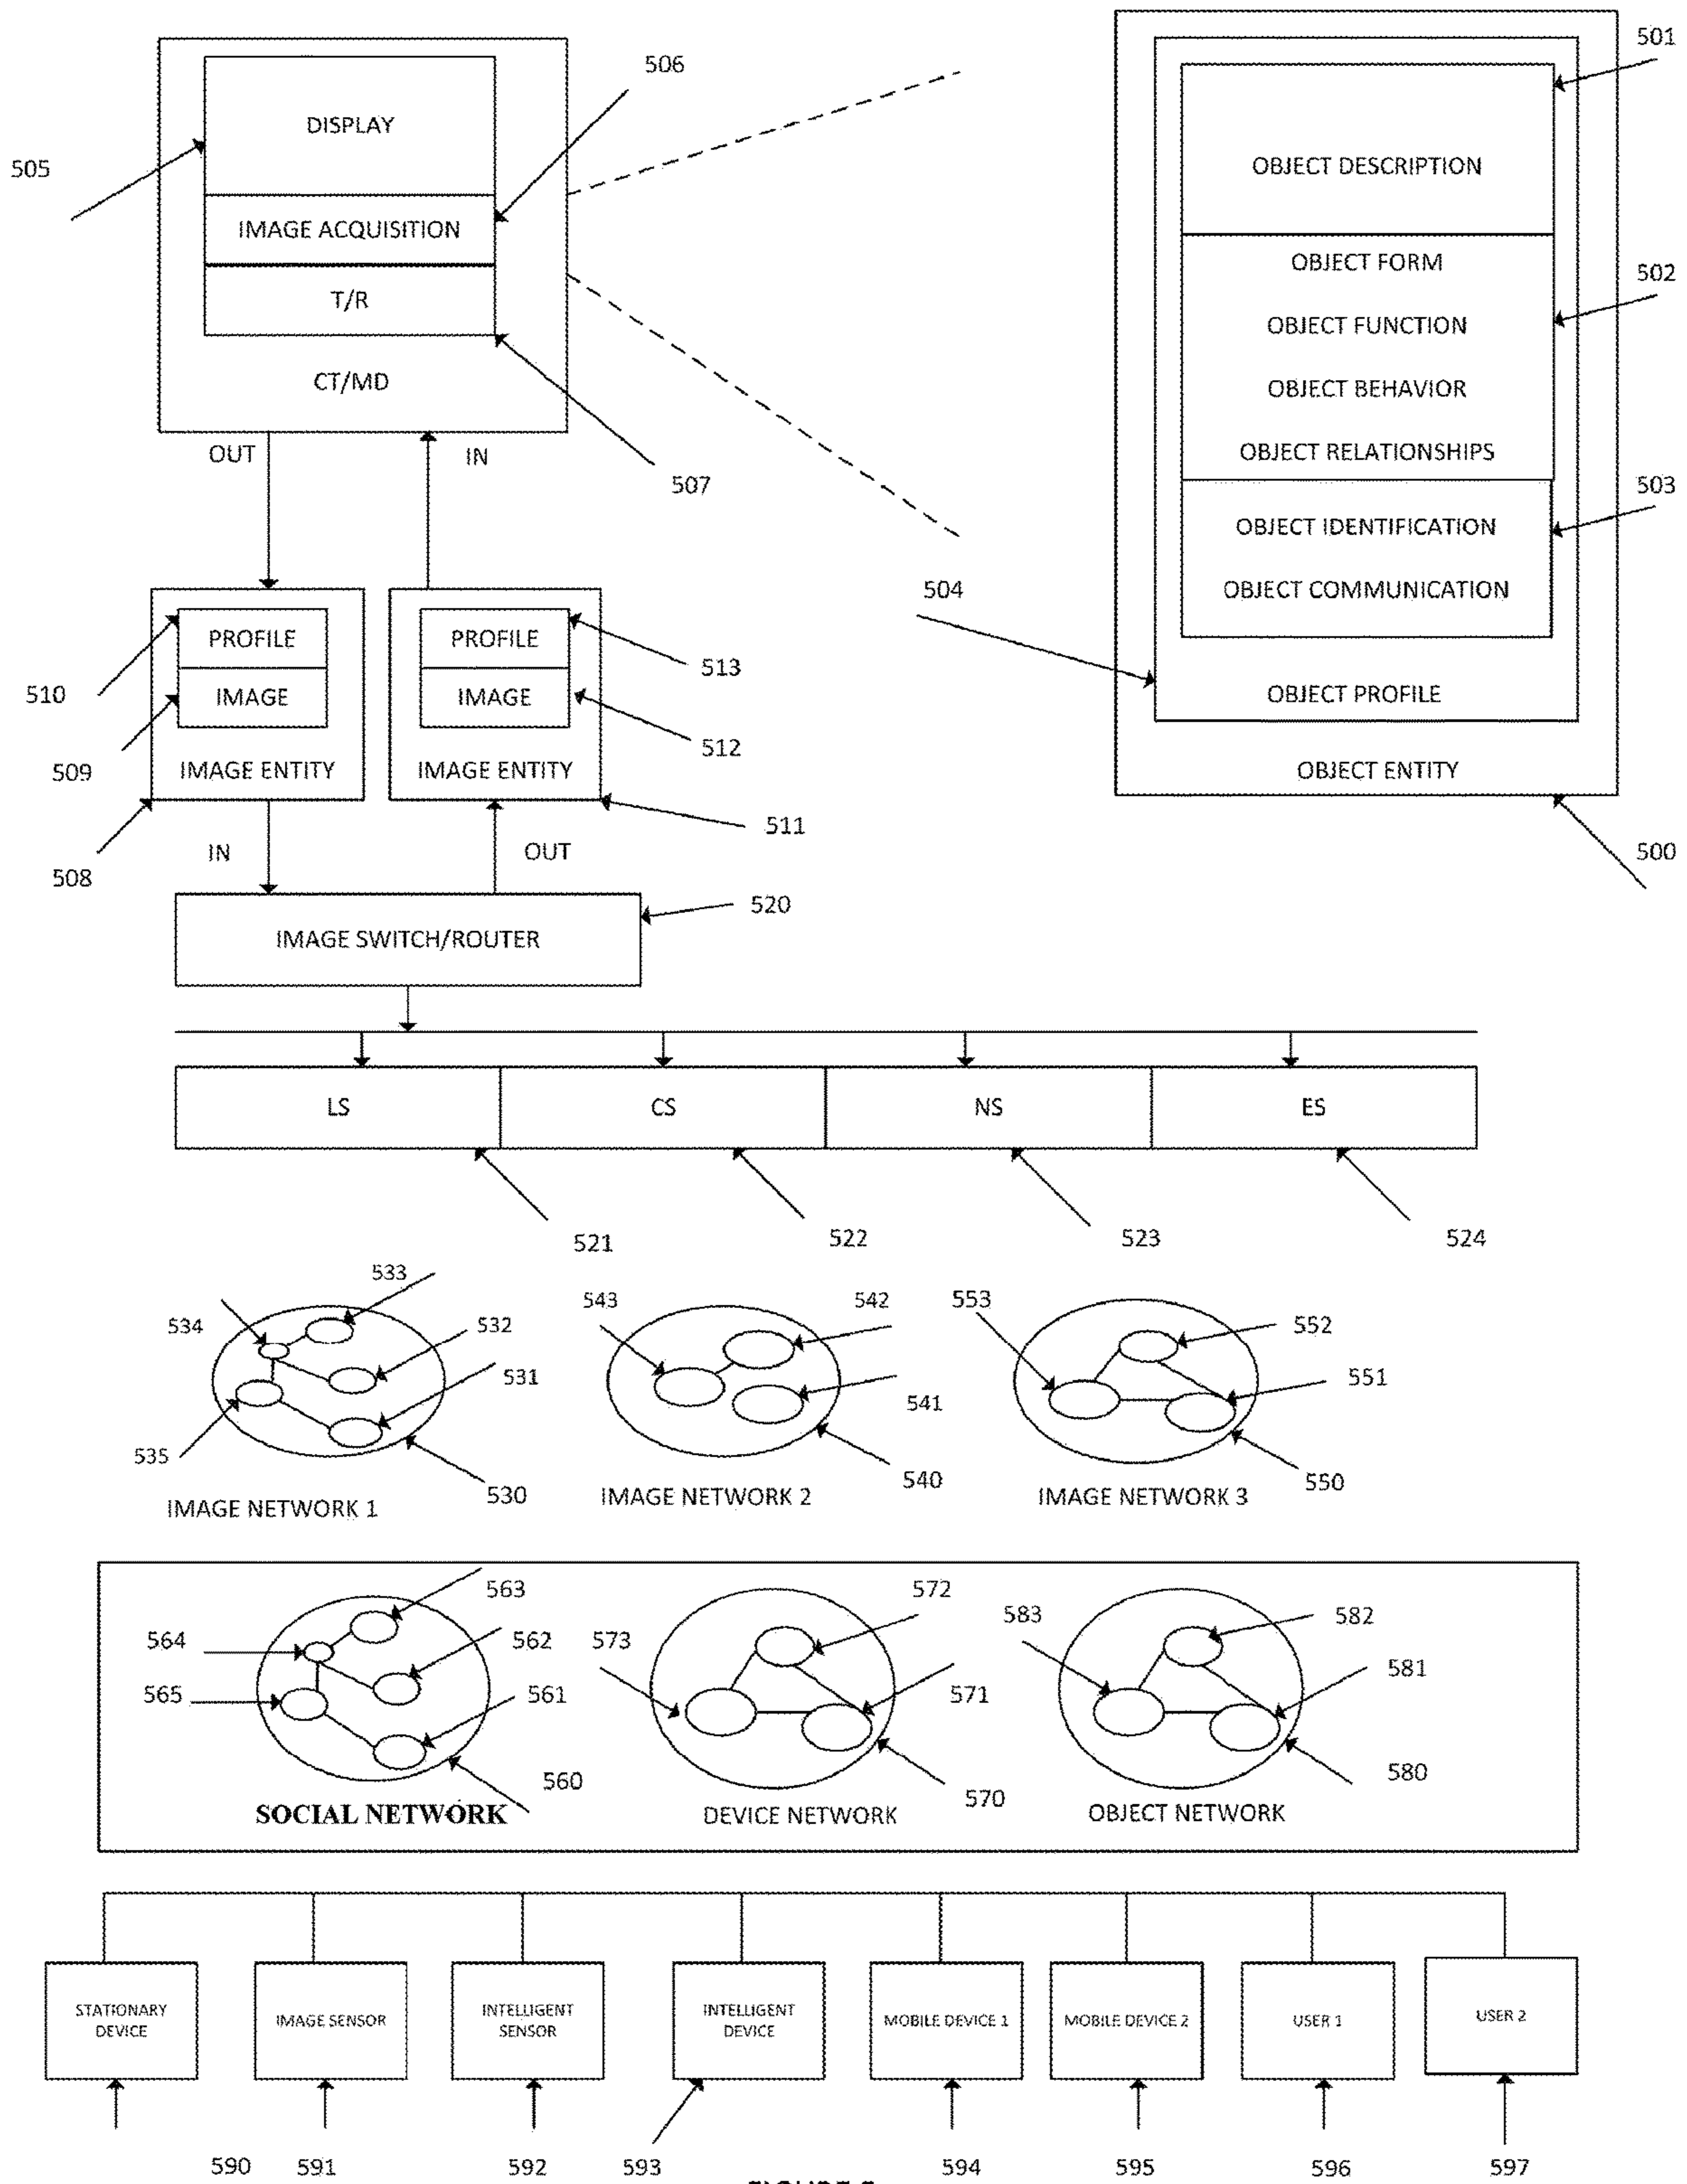 501
506
DISPLAY
505
OBJECT DESCRIPTION
IMAGE ACQUISITION
OBJECT FORM
502
T/R
OBJECT FUNCTION
CT/MD
OBJECT BEHAVIOR
OUT
IN
OBJECT RELATIONSHIPS
507
503
OBJECT IDENTIFICATION
504
OBJECT COMMUNICATION
PROFILE
PROFILE
513
510
IMAGE
IMAGE
OBJECT PROFILE
512
509
IMAGE ENTITY
IMAGE ENTITY
OBJECT ENTITY
511
IN
OUT
500
508
520
IMAGE SWITCH/ROUTER
LS
CS
NS
ES
521
522
523
524
533
543
542
553
534
532
552
531
551
541
535
540
550
530
IMAGE NETWORK 1
IMAGE NETWORK 2
IMAGE NETWORK 3
563
572
583
582
564
562
573
581
565
561
571
560
570
580
SOCIAL NETWORK
DEVICE NETWORK
OBJECT NETWORK
STATIONARY
DEVICE
IMAGE SENSOR
INTELLIGENT
SENSOR
INTELLIGENT
DEVICE
MOBILE DEVICE 1
MOBILE DEVICE 2
USER 1
USER 2
590
591
592
593
594
595
596
597